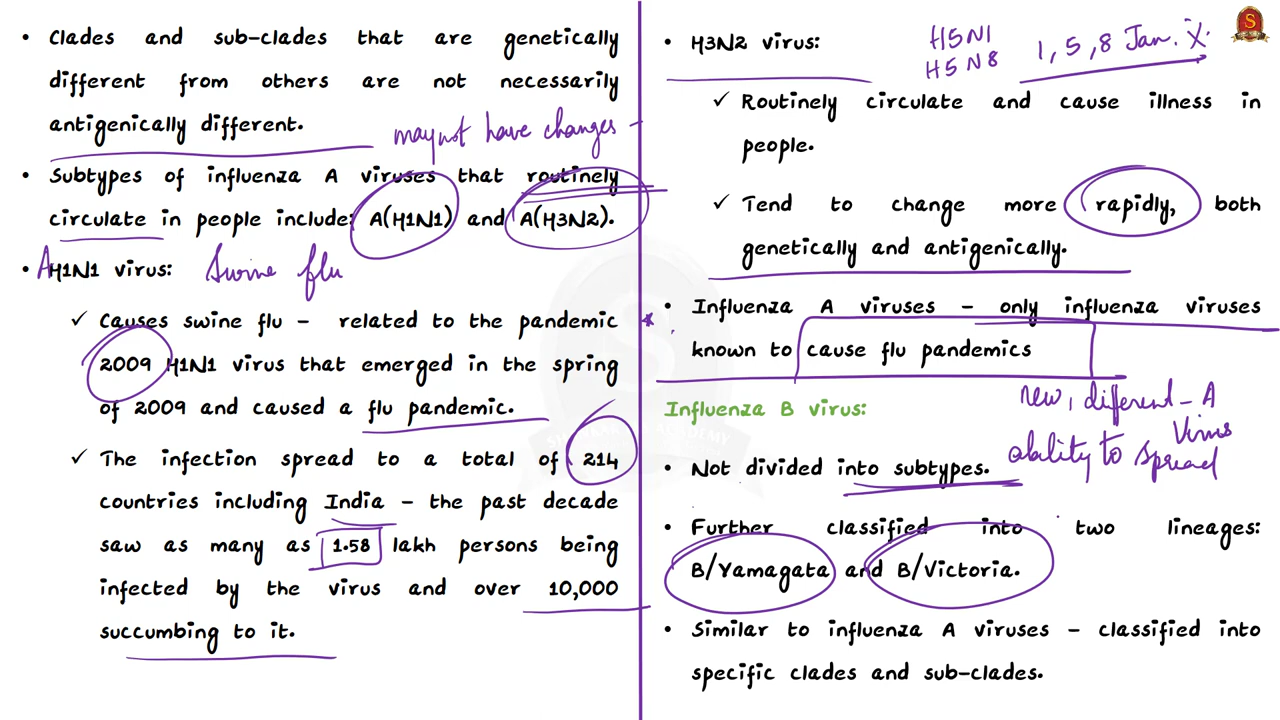 • Clades and sub-clades that are genetically
different from others are not necessarily
antigenically different.
may not have changes -
• Subtypes of influenza A viruses that routinely
circulate in people include: A(H1N1) and A(H3N2).
• AH1N1 virus: Swine flu
✓ Causes swine flu – related to the pandemic
2009 H1N1 virus that emerged in the spring
of 2009 and caused a flu pandemic.
✓ The infection spread to a total of 214
countries including India – the past decade
saw as many as 1.58 lakh persons being
infected by the virus and over 10,000
succumbing to it.
• H3N2 virus:
H5N1
H5N8
1, 5, 8 Jan.
✓ Routinely circulate and cause illness in
people.
✓ Tend to change more rapidly, both
genetically and antigenically.
• Influenza A viruses – only influenza viruses
known to cause flu pandemics
new, diferent - A
Virus
ability to spread
Influenza B virus:
• Not divided into subtypes.
• Further classified into two lineages:
B/Yamagata and B/Victoria.
• Similar to influenza A viruses – classified into
specific clades and sub-clades.